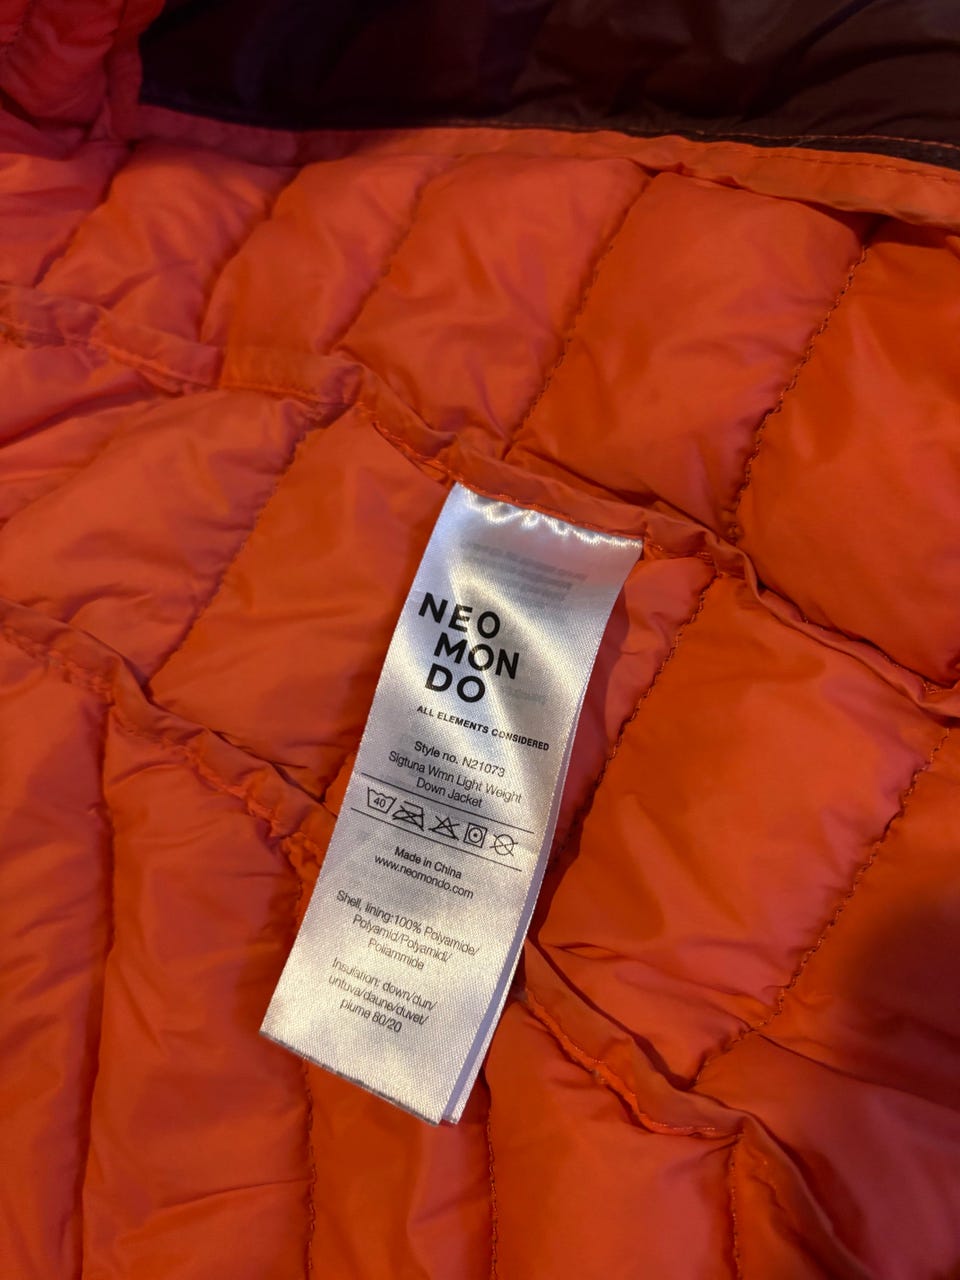 NEO
MON
DO
ALL ELEMENTS CONSIDERED
Style no. N21073
Sigtuna Wmn Light Weight
Down Jacket
40
Made in China
www.neomondo.com
Shell, lining:100% Polyamide/
Polyamid/Polyamidi/
Poliammide
Insulation: down/dun/
untuva/daune/duvet/
piume 80/20